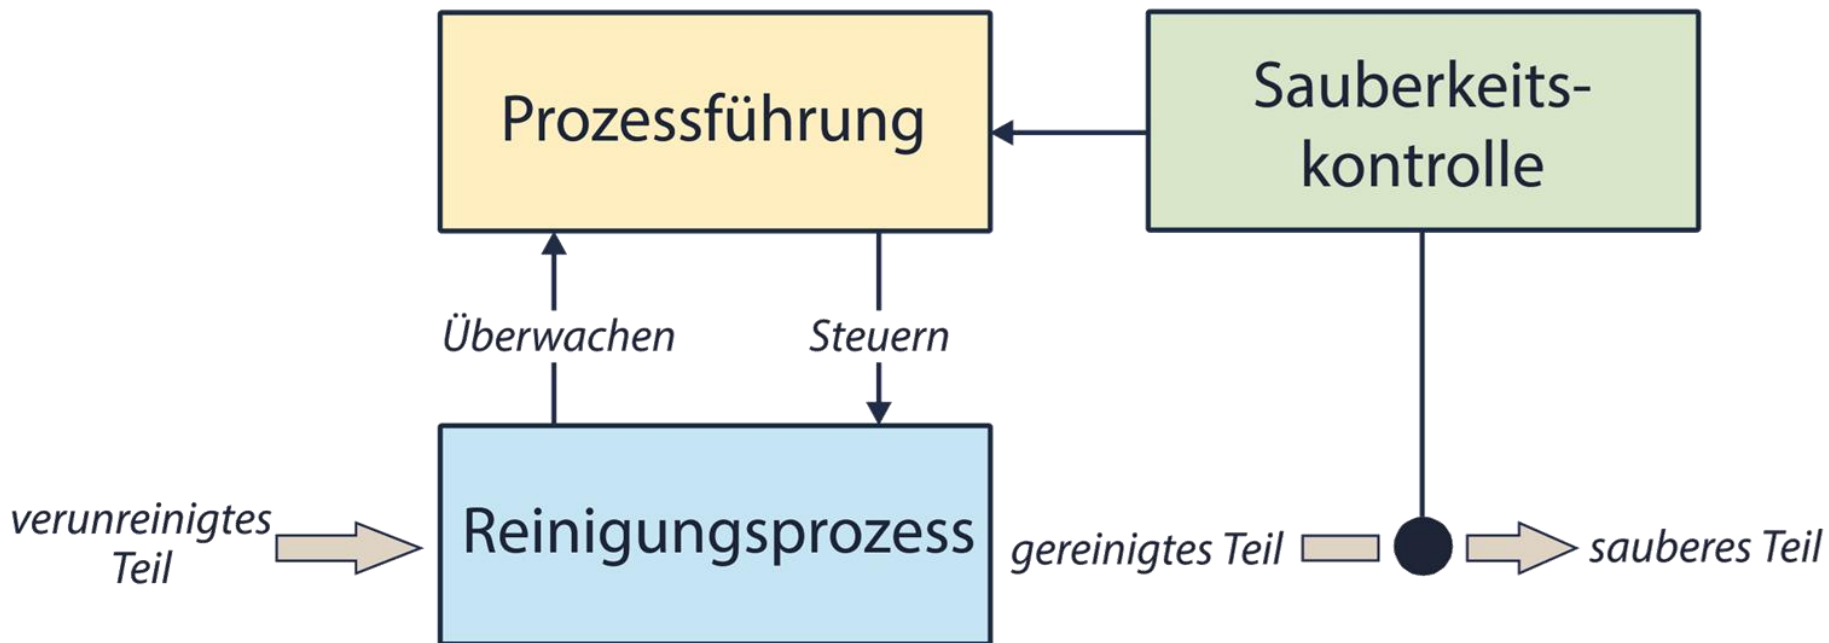 Prozessführung
Sauberkeits-
kontrolle
Überwachen
Steuern
verunreinigtes
Teil
Reinigungsprozess
gereinigtes Teil
sauberes Teil